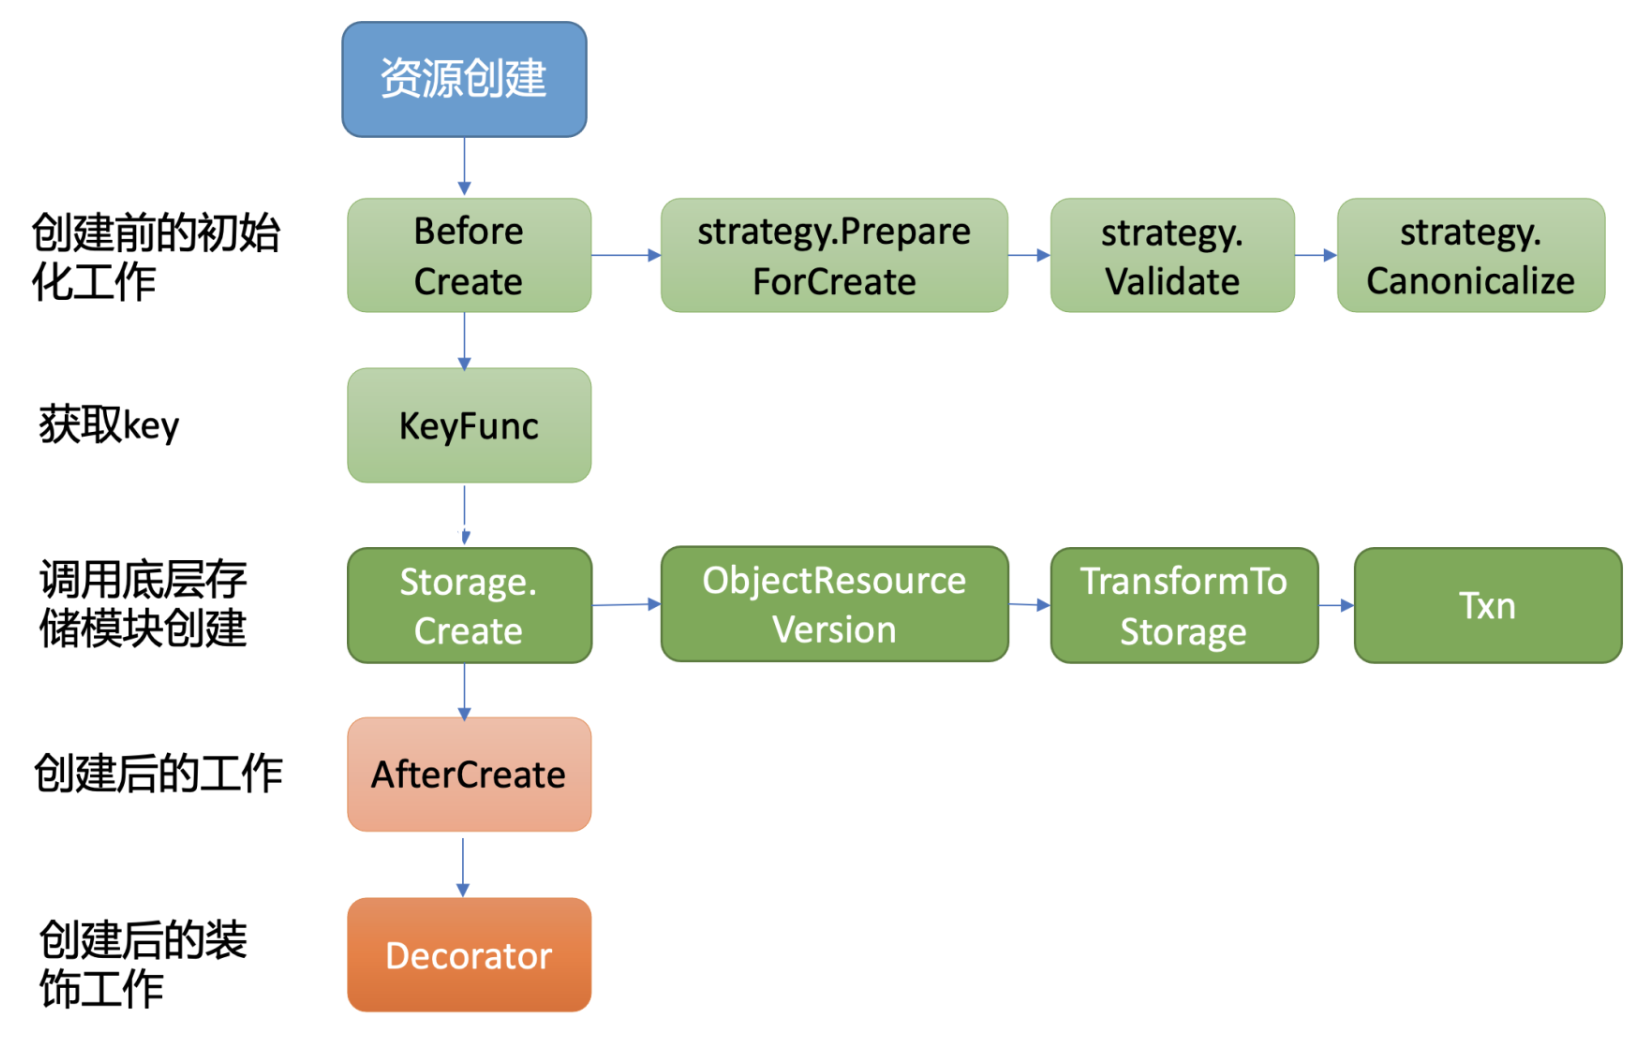 资源创建
创建前的初始
化工作
Before
Create
strategy.Prepare
ForCreate
strategy.
Validate
strategy.
Canonicalize
获取key
KeyFunc
调用底层存
储模块创建
Storage.
Create
ObjectResource
Version
TransformTo
Storage
Txn
创建后的工作
AfterCreate
创建后的装
饰工作
Decorator